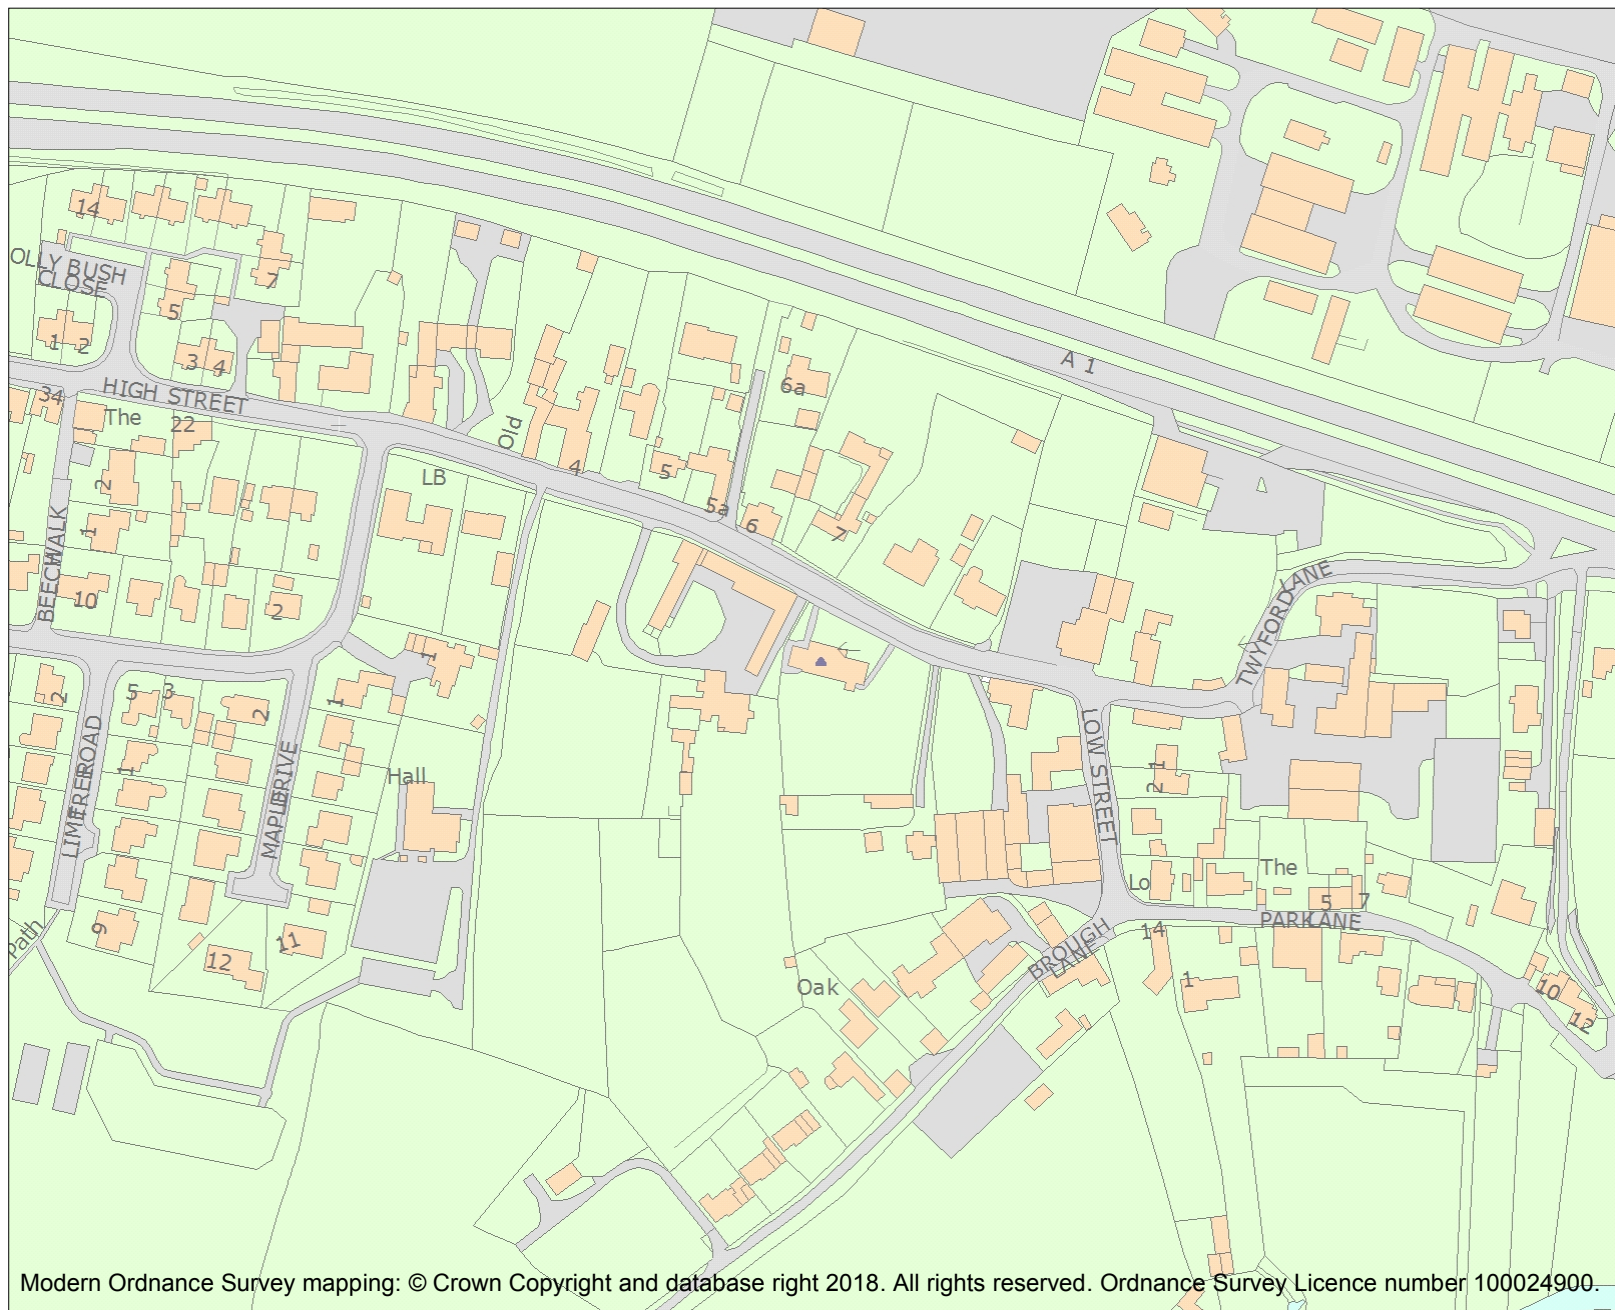 A 1
14
OLLY BUSH
CLOSE
7
5
1
2
3
4
6a
34
HIGH STREET
The
22
Old
4
5
5a
6
7
LB
2
1
BEECH WALK
10
2
TWYFORD LANE
1
2
5
3
2
1
LIME TREE ROAD
1
MAPLE DRIVE
Hall
LOW STREET
1
2
Lo
The
5
7
PARK LANE
14
BROUGH
LANE
1
10
12
Path
9
11
12
Oak
Modern Ordnance Survey mapping: © Crown Copyright and database right 2018. All rights reserved. Ordnance Survey Licence number 100024900.